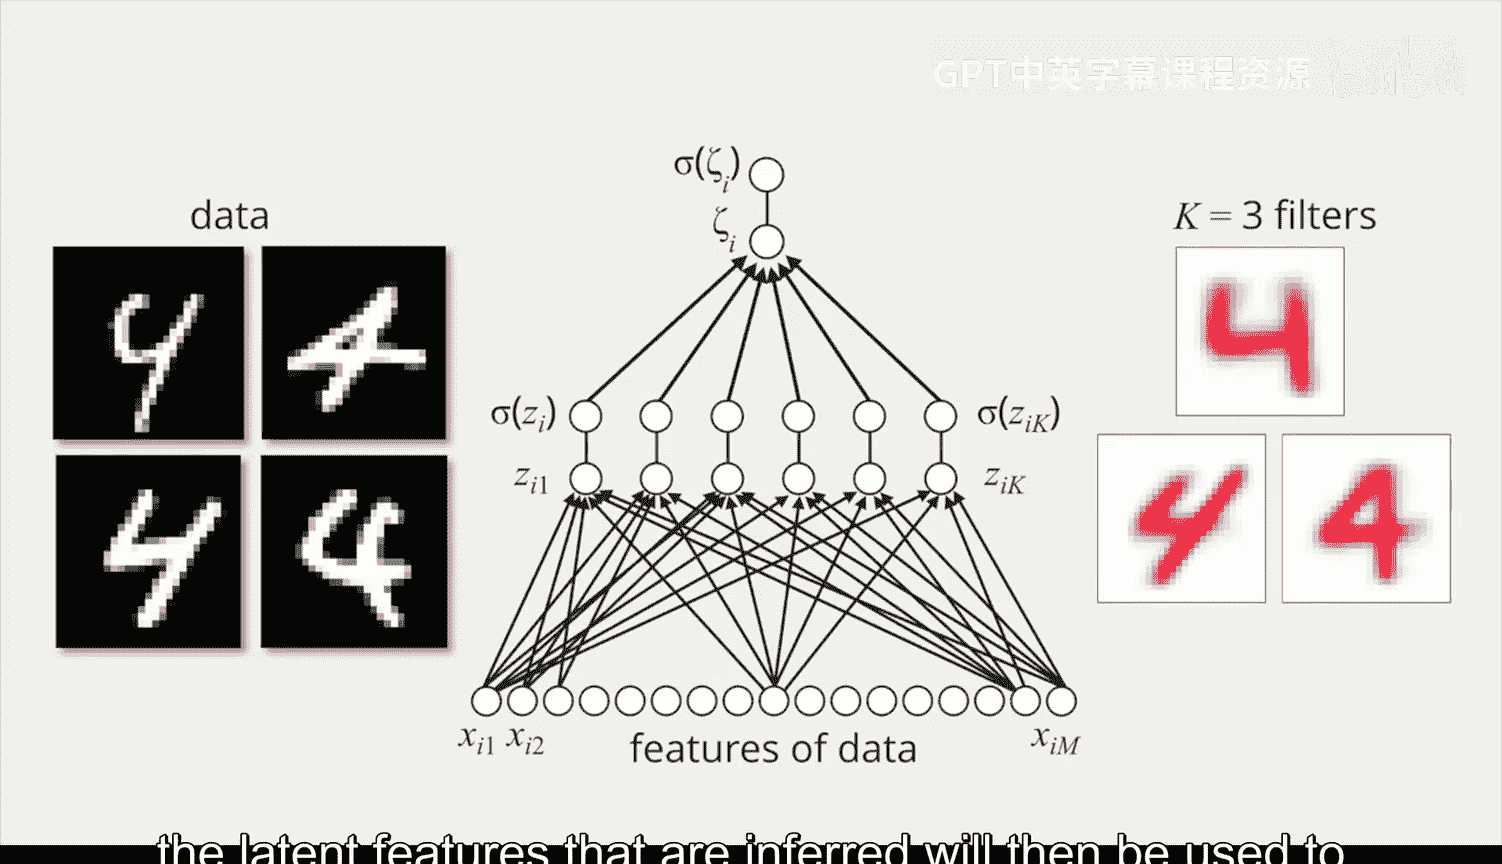 GPT中英字幕课程资源
σ(ζi)
data
K = 3 filters
ζi
σ(zi)
σ(ziK)
zi1
ziK
xi1 xi2
features of data
xiM
the latent features that are inferred will then be used to